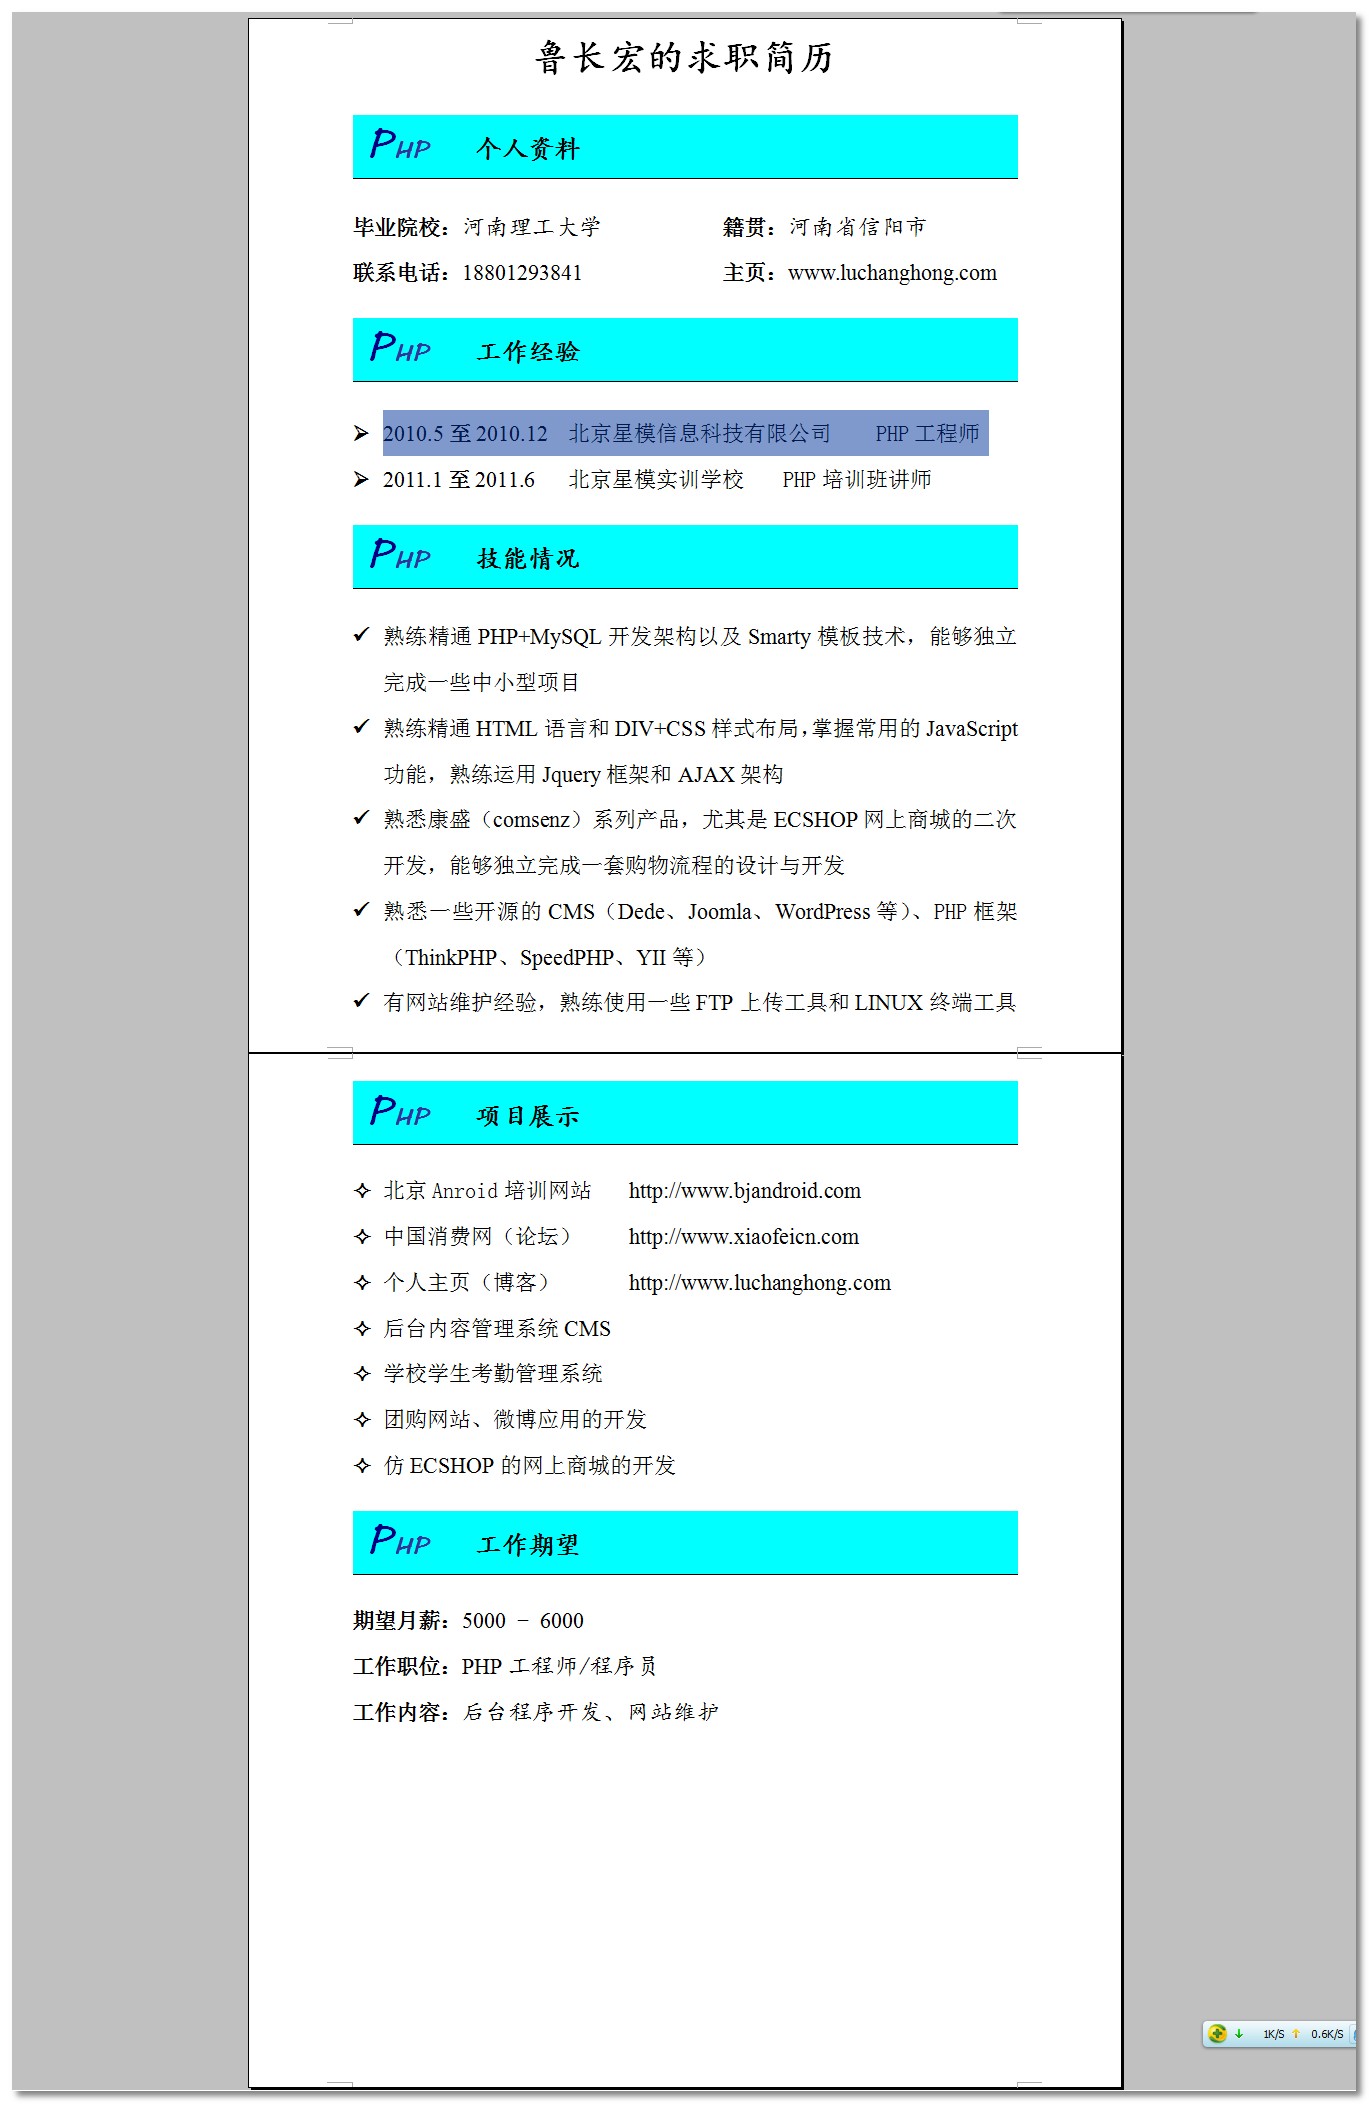 鲁长宏的求职简历
PHP 个人资料
毕业院校：河南理工大学 籍贯：河南省信阳市
联系电话：18801293841 主页：www.luchanghong.com
PHP 工作经验
➢ 2010.5 至 2010.12 北京星模信息科技有限公司 PHP 工程师
➢ 2011.1 至 2011.6 北京星模实训学校 PHP 培训班讲师
PHP 技能情况
✓ 熟练精通 PHP+MySQL 开发架构以及 Smarty 模板技术，能够独立
完成一些中小型项目
✓ 熟练精通 HTML 语言和 DIV+CSS 样式布局，掌握常用的 JavaScript
功能，熟练运用 Jquery 框架和 AJAX 架构
✓ 熟悉康盛（comsenz）系列产品，尤其是 ECSHOP 网上商城的二次
开发，能够独立完成一套购物流程的设计与开发
✓ 熟悉一些开源的 CMS（Dede、Joomla、WordPress 等）、PHP 框架
（ThinkPHP、SpeedPHP、YII 等）
✓ 有网站维护经验，熟练使用一些 FTP 上传工具和 LINUX 终端工具
PHP 项目展示
✧ 北京 Anroid 培训网站 http://www.bjandroid.com
✧ 中国消费网（论坛） http://www.xiaofeicn.com
✧ 个人主页（博客） http://www.luchanghong.com
✧ 后台内容管理系统 CMS
✧ 学校学生考勤管理系统
✧ 团购网站、微博应用的开发
✧ 仿 ECSHOP 的网上商城的开发
PHP 工作期望
期望月薪：5000 - 6000
工作职位：PHP 工程师/程序员
工作内容：后台程序开发、网站维护
1K/S 0.6K/S